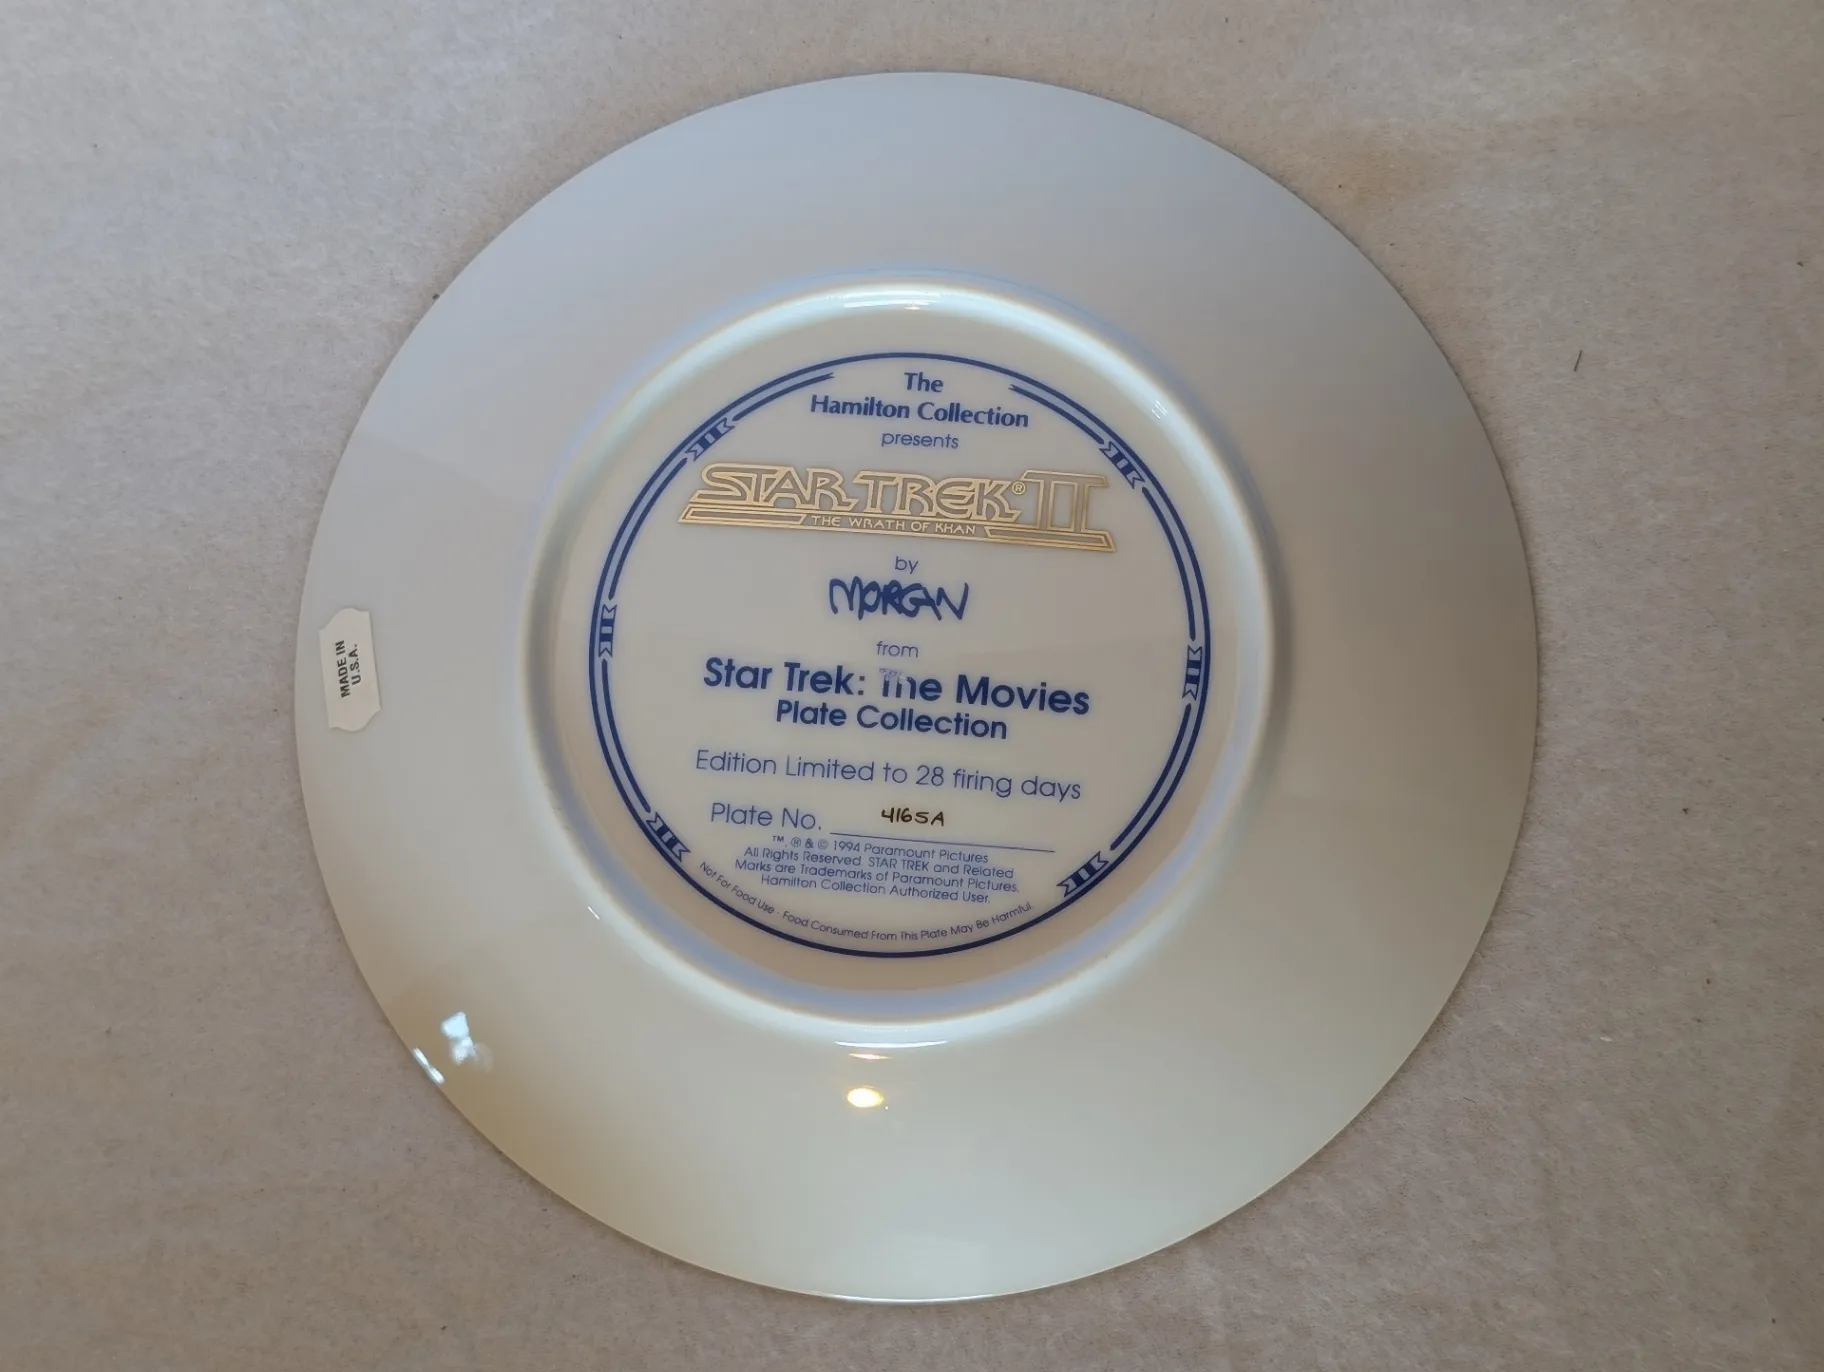 The
Hamilton Collection
presents
STAR TREK® II
THE WRATH OF KHAN
by
MORGAN
from
Star Trek: The Movies
Plate Collection
Edition Limited to 28 firing days
Plate No. 4165A
™, ® & © 1994 Paramount Pictures
All Rights Reserved. STAR TREK and Related
Marks are Trademarks of Paramount Pictures.
Hamilton Collection Authorized User.
Not For Food Use · Food Consumed From This Plate May Be Harmful
MADE IN
U.S.A.